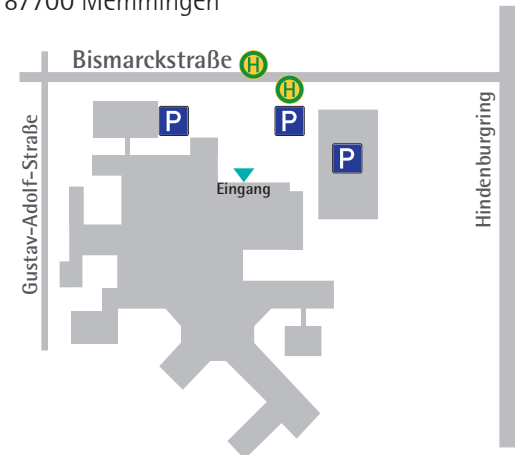 87700 Memmingen
Bismarckstraße H
H
P P
P
Eingang
Gustav-Adolf-Straße
Hindenburgring